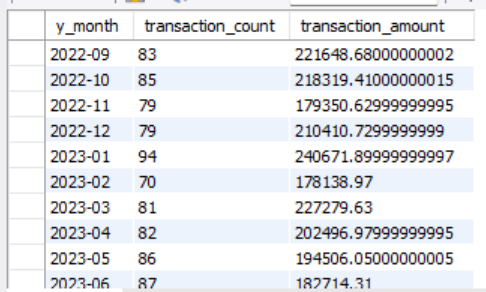 y_month transaction_count transaction_amount
2022-09 83 221648.68000000002
2022-10 85 218319.41000000015
2022-11 79 179350.62999999995
2022-12 79 210410.7299999999
2023-01 94 240671.89999999997
2023-02 70 178138.97
2023-03 81 227279.63
2023-04 82 202496.97999999995
2023-05 86 194506.05000000005
2023-06 87 182714.31